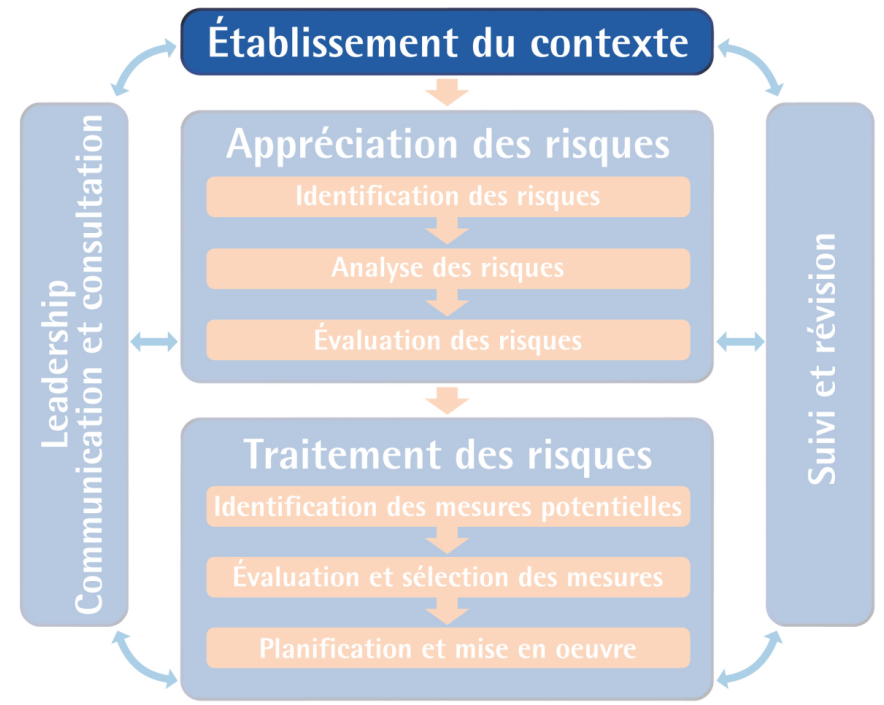 Établissement du contexte
Leadership
Communication et consultation
Appréciation des risques
Identification des risques
Analyse des risques
Évaluation des risques
Traitement des risques
Identification des mesures potentielles
Évaluation et sélection des mesures
Planification et mise en oeuvre
Suivi et révision